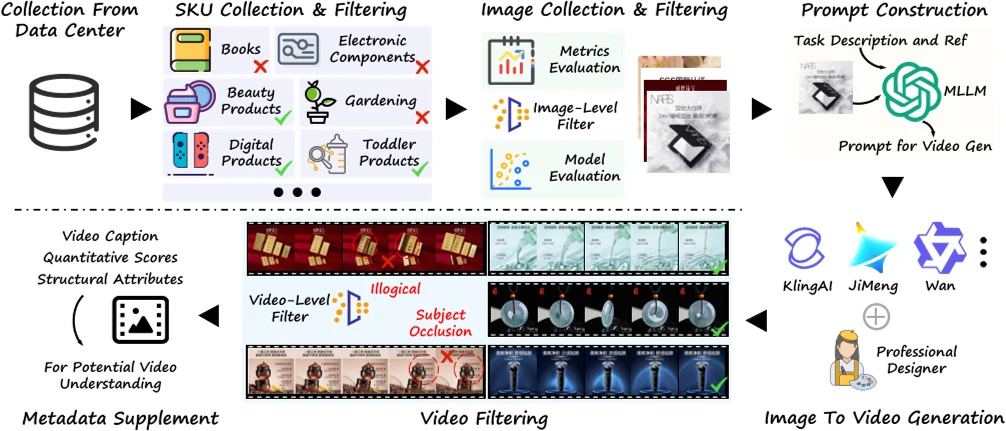 Collection From
Data Center
SKU Collection & Filtering
Books
Electronic
Components
Beauty
Products
Gardening
Digital
Products
Toddler
Products
Image Collection & Filtering
Metrics
Evaluation
Image-Level
Filter
Model
Evaluation
NARS
Prompt Construction
Task Description and Ref
NARS
MLLM
Prompt for Video Gen
Video Caption
Quantitative Scores
Structural Attributes
For Potential Video
Understanding
Metadata Supplement
Video-Level
Filter
Illogical
Subject
Occlusion
Video Filtering
KlingAI
JiMeng
Wan
Professional
Designer
Image To Video Generation